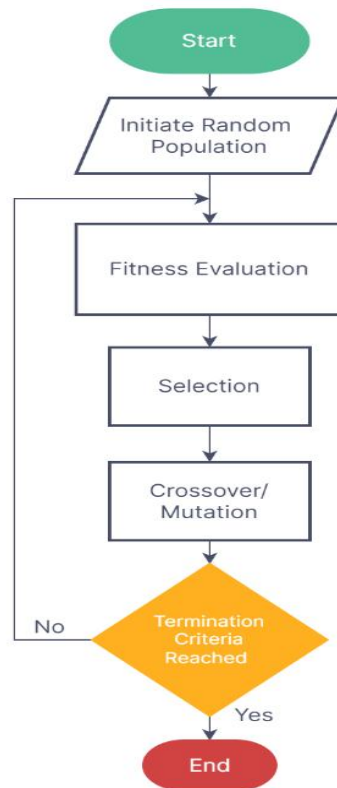 Start
Initiate Random
Population
Fitness Evaluation
Selection
Crossover/
Mutation
Termination
Criteria
Reached
No
Yes
End